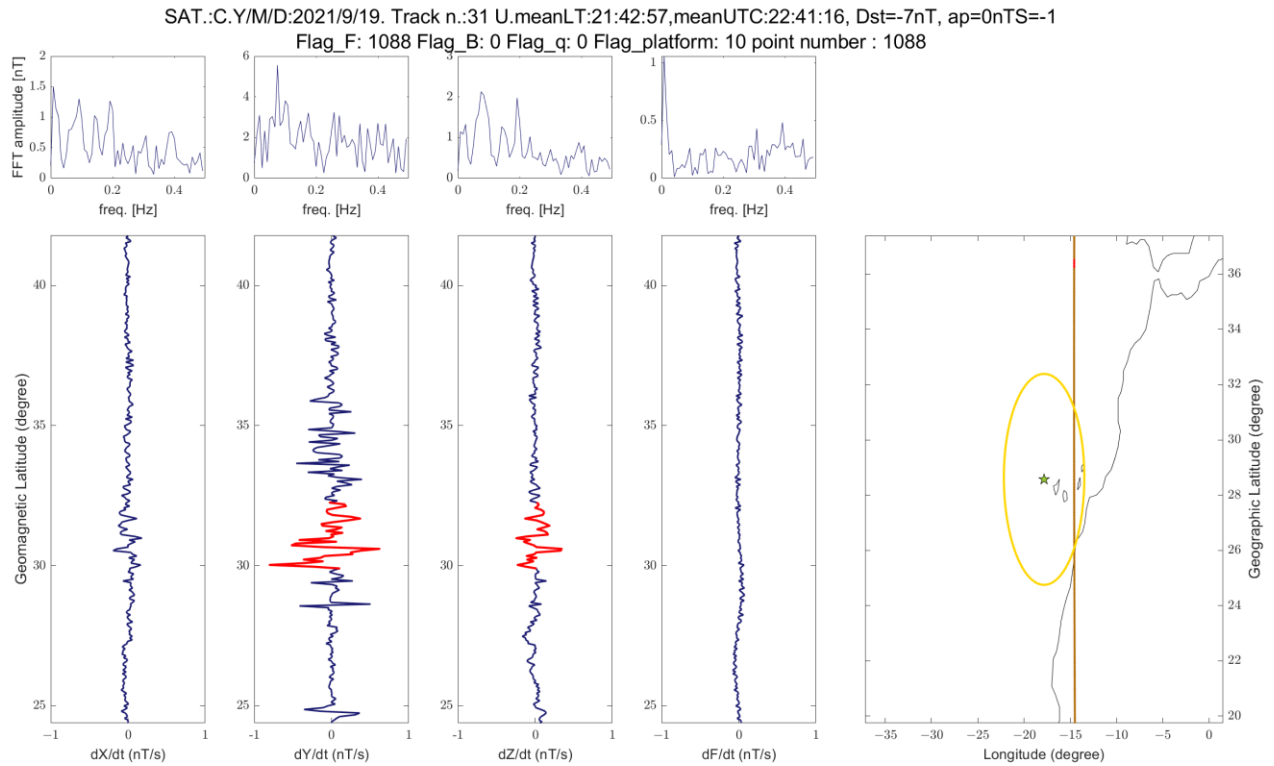 SAT.:C.Y/M/D:2021/9/19. Track n.:31 U.meanLT:21:42:57,meanUTC:22:41:16, Dst=-7nT, ap=0nTS=-1
Flag_F: 1088 Flag_B: 0 Flag_q: 0 Flag_platform: 10 point number : 1088
FFT amplitude [nT]
2
1.5
1
0.5
0
0 0.2 0.4
freq. [Hz]
6
4
2
0
0 0.2 0.4
freq. [Hz]
3
2
1
0
0 0.2 0.4
freq. [Hz]
1
0.5
0
0 0.2 0.4
freq. [Hz]
Geomagnetic Latitude (degree)
40
35
30
25
−1 0 1
dX/dt (nT/s)
40
35
30
25
-1 0 1
dY/dt (nT/s)
40
35
30
25
−1 0 1
dZ/dt (nT/s)
40
35
30
25
−1 0 1
dF/dt (nT/s)
36
34
32
30
28
26
24
22
20
Geographic Latitude (degree)
−35 −30 −25 −20 −15 −10 −5 0
Longitude (degree)